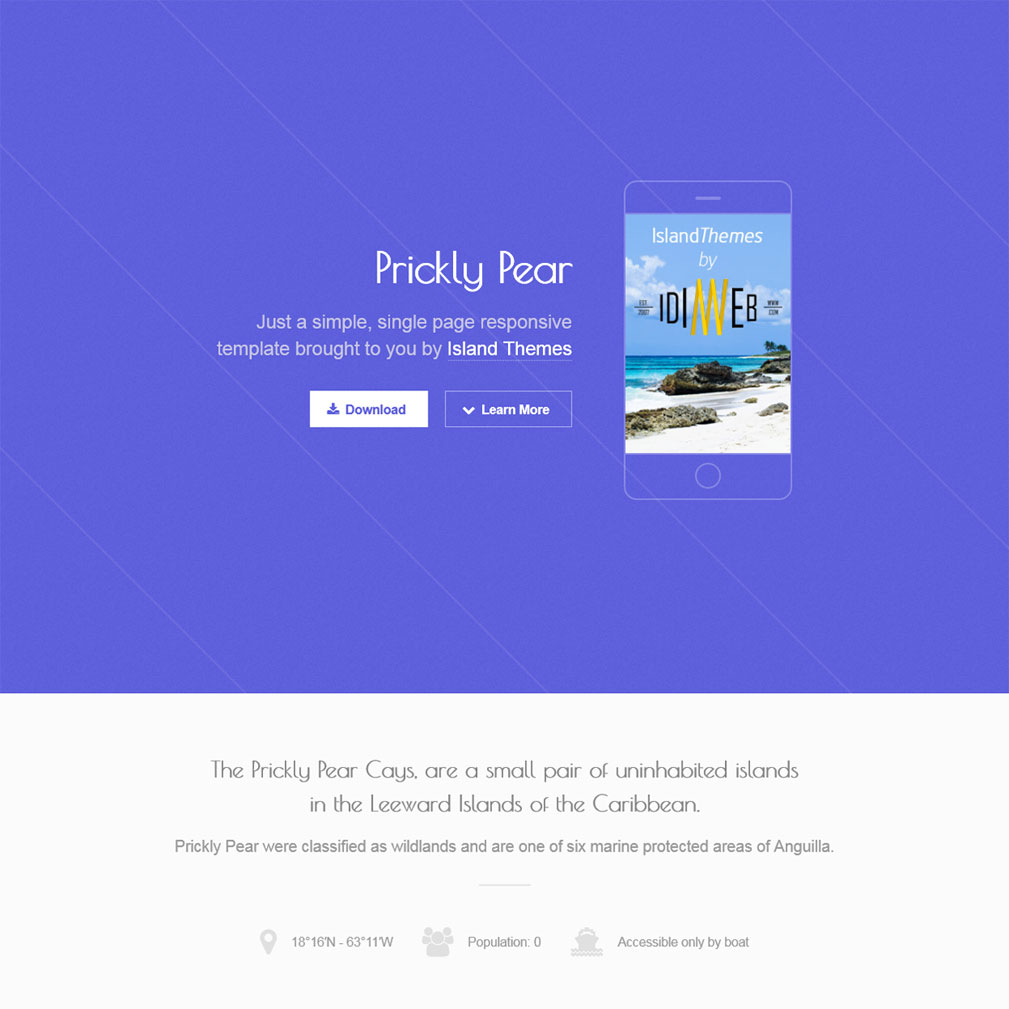 Prickly Pear
Just a simple, single page responsive
template brought to you by Island Themes
Download
Learn More
IslandThemes
by
EST.
2007
IDIWEB
WWW
.COM
The Prickly Pear Cays, are a small pair of uninhabited islands
in the Leeward Islands of the Caribbean.
Prickly Pear were classified as wildlands and are one of six marine protected areas of Anguilla.
18°16'N - 63°11'W
Population: 0
Accessible only by boat